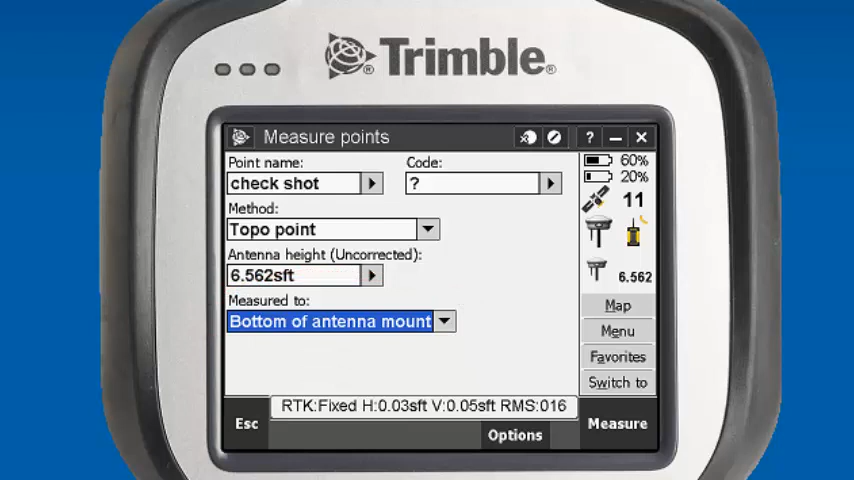 Trimble
Measure points
? — X
Point name:
Code:
check shot
?
Method:
Topo point
Antenna height (Uncorrected):
6.562sft
Measured to:
Bottom of antenna mount
60%
20%
11
6.562
Map
Menu
Favorites
Switch to
RTK:Fixed H:0.03sft V:0.05sft RMS:016
Esc
Options
Measure